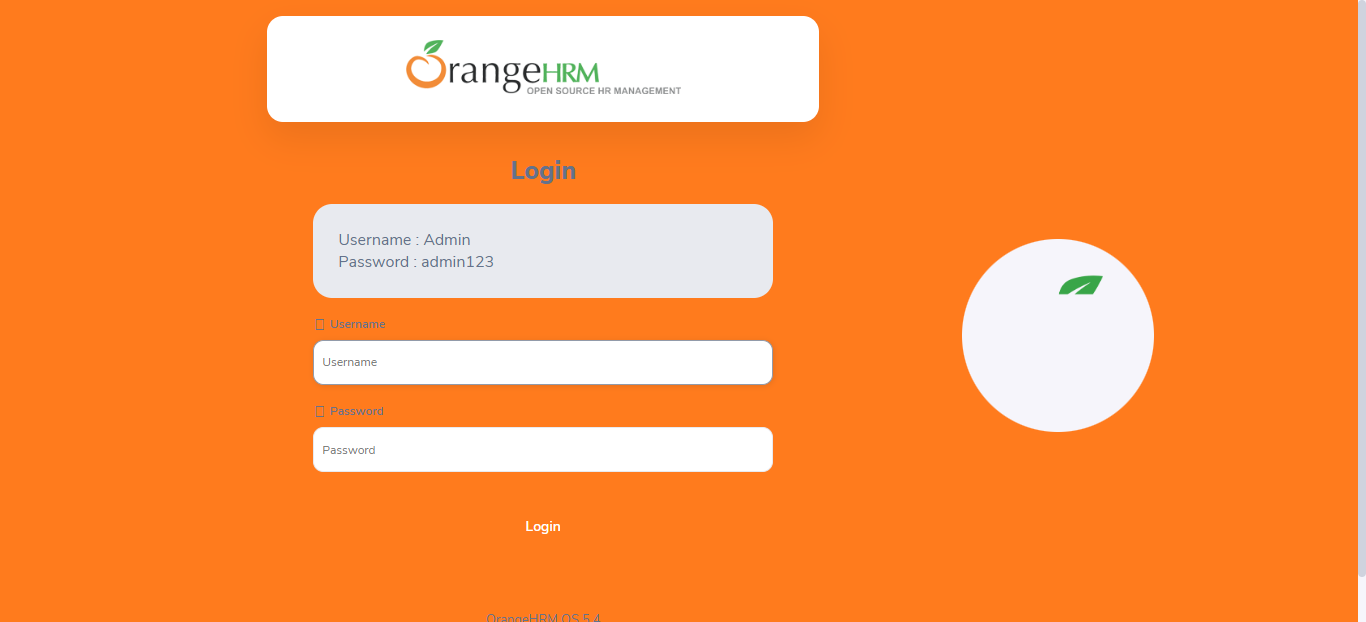 OrangeHRM
OPEN SOURCE HR MANAGEMENT
Login
Username : Admin
Password : admin123
Username
Username
Password
Password
Login
OrangeHRM OS 5.4